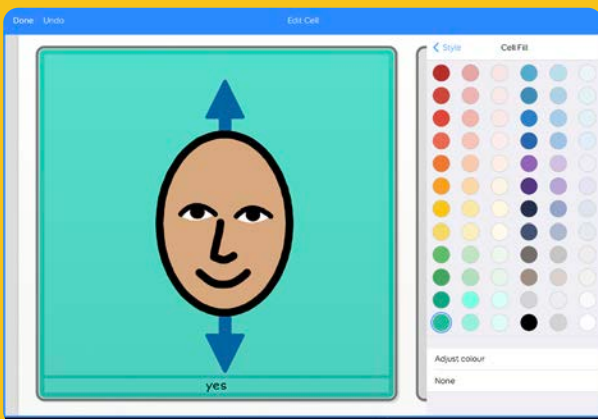 Done Undo Edit Cell
Style Cell Fill
yes
Adjust colour
None